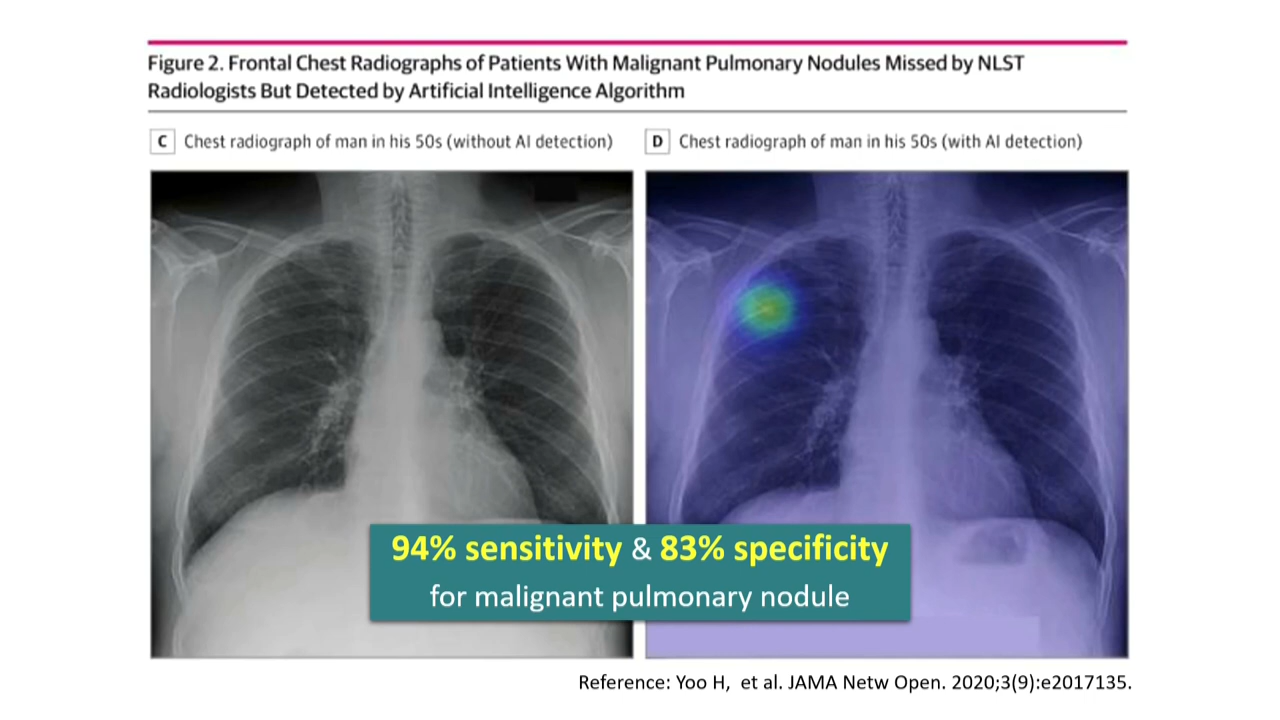 Figure 2. Frontal Chest Radiographs of Patients With Malignant Pulmonary Nodules Missed by NLST
Radiologists But Detected by Artificial Intelligence Algorithm
C Chest radiograph of man in his 50s (without AI detection)
D Chest radiograph of man in his 50s (with AI detection)
94% sensitivity & 83% specificity
for malignant pulmonary nodule
Reference: Yoo H, et al. JAMA Netw Open. 2020;3(9):e2017135.